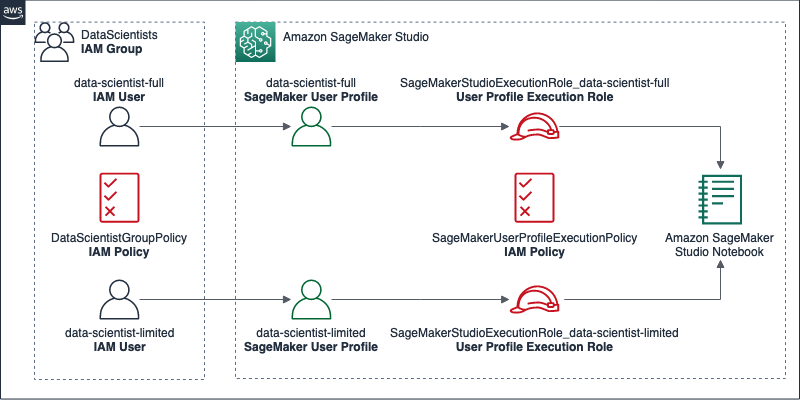 aws
DataScientists
IAM Group
Amazon SageMaker Studio
data-scientist-full
IAM User
data-scientist-full
SageMaker User Profile
SageMakerStudioExecutionRole_data-scientist-full
User Profile Execution Role
DataScientistGroupPolicy
IAM Policy
SageMakerUserProfileExecutionPolicy
IAM Policy
Amazon SageMaker
Studio Notebook
data-scientist-limited
IAM User
data-scientist-limited
SageMaker User Profile
SageMakerStudioExecutionRole_data-scientist-limited
User Profile Execution Role